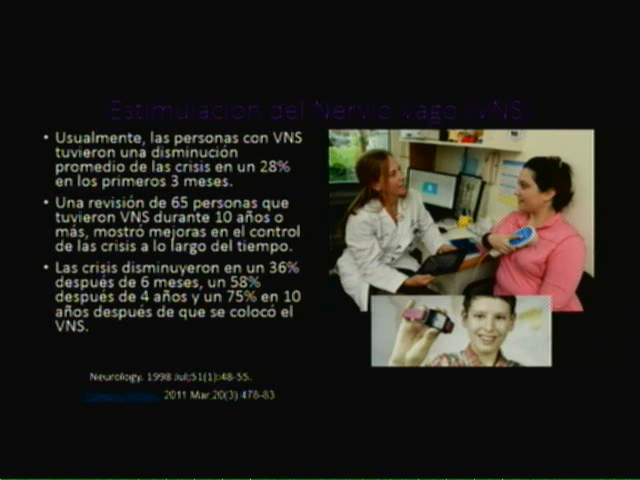 Estimulación del Nervio Vago (VNS)
• Usualmente, las personas con VNS
tuvieron una disminución
promedio de las crisis en un 28%
en los primeros 3 meses.
• Una revisión de 65 personas que
tuvieron VNS durante 10 años o
más, mostró mejoras en el control
de las crisis a lo largo del tiempo.
• Las crisis disminuyeron en un 36%
después de 6 meses, un 58%
después de 4 años y un 75% en 10
años después de que se colocó el
VNS.
Neurology. 1998 Jul;51(1):48-55.
2011 Mar;20(3) 478-83